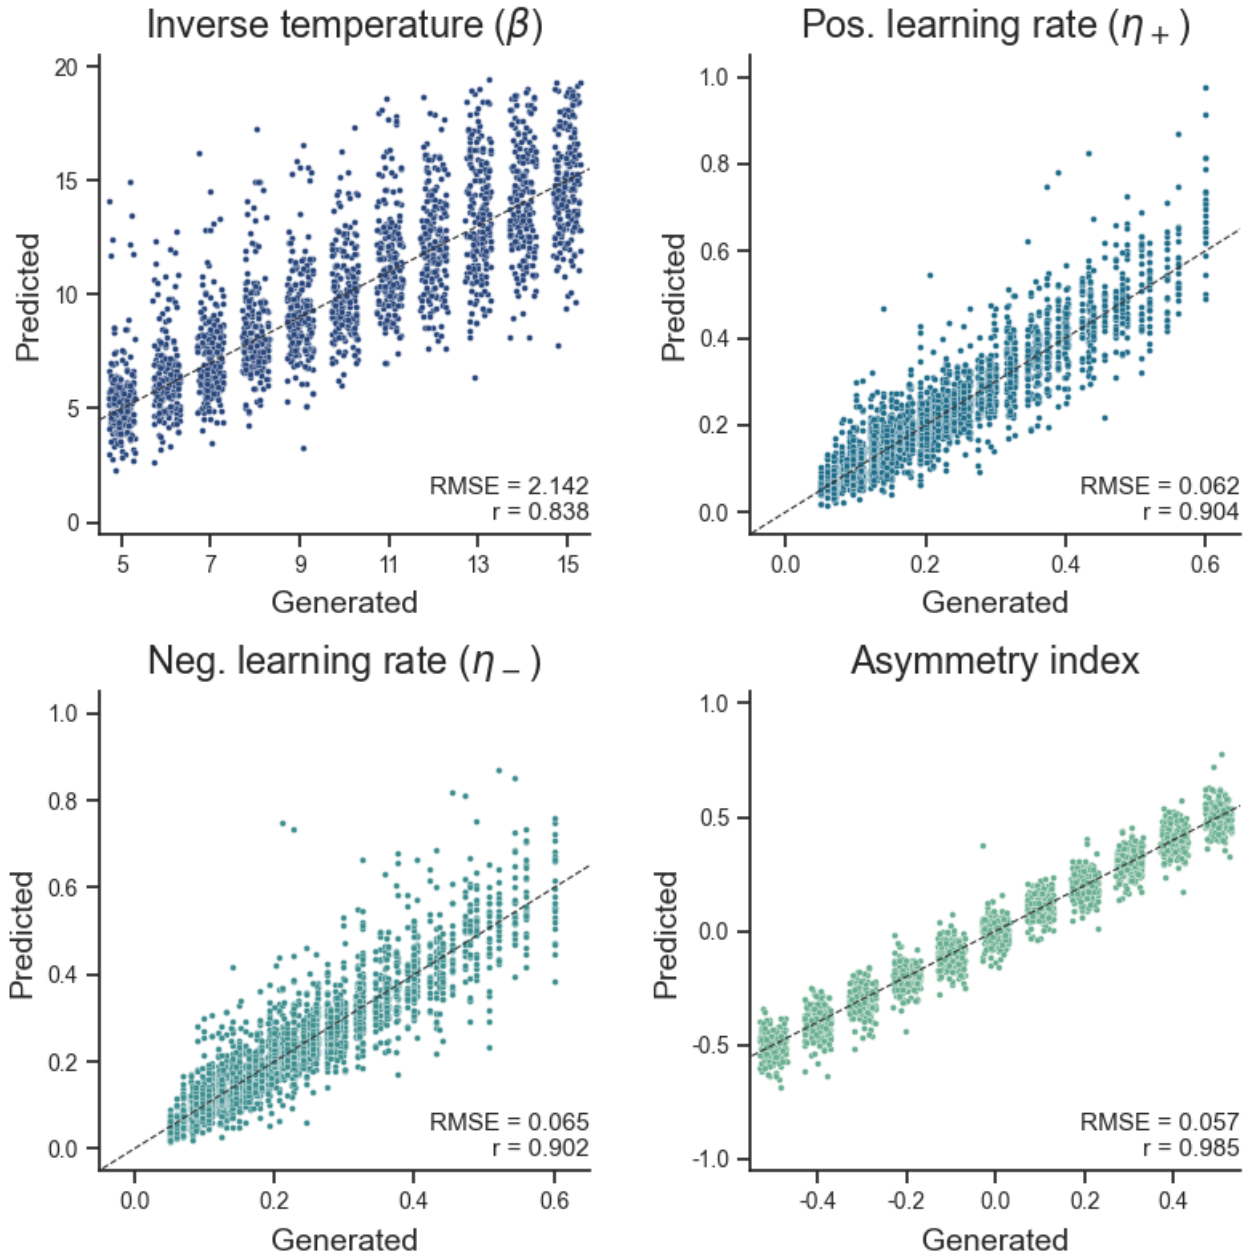 Inverse temperature (β)
20
15
10
5
0
Predicted
RMSE = 2.142
r = 0.838
5 7 9 11 13 15
Generated
Pos. learning rate (η₊)
1.0
0.8
0.6
0.4
0.2
0.0
Predicted
RMSE = 0.062
r = 0.904
0.0 0.2 0.4 0.6
Generated
Neg. learning rate (η₋)
1.0
0.8
0.6
0.4
0.2
0.0
Predicted
RMSE = 0.065
r = 0.902
0.0 0.2 0.4 0.6
Generated
Asymmetry index
1.0
0.5
0.0
-0.5
-1.0
Predicted
RMSE = 0.057
r = 0.985
-0.4 -0.2 0.0 0.2 0.4
Generated